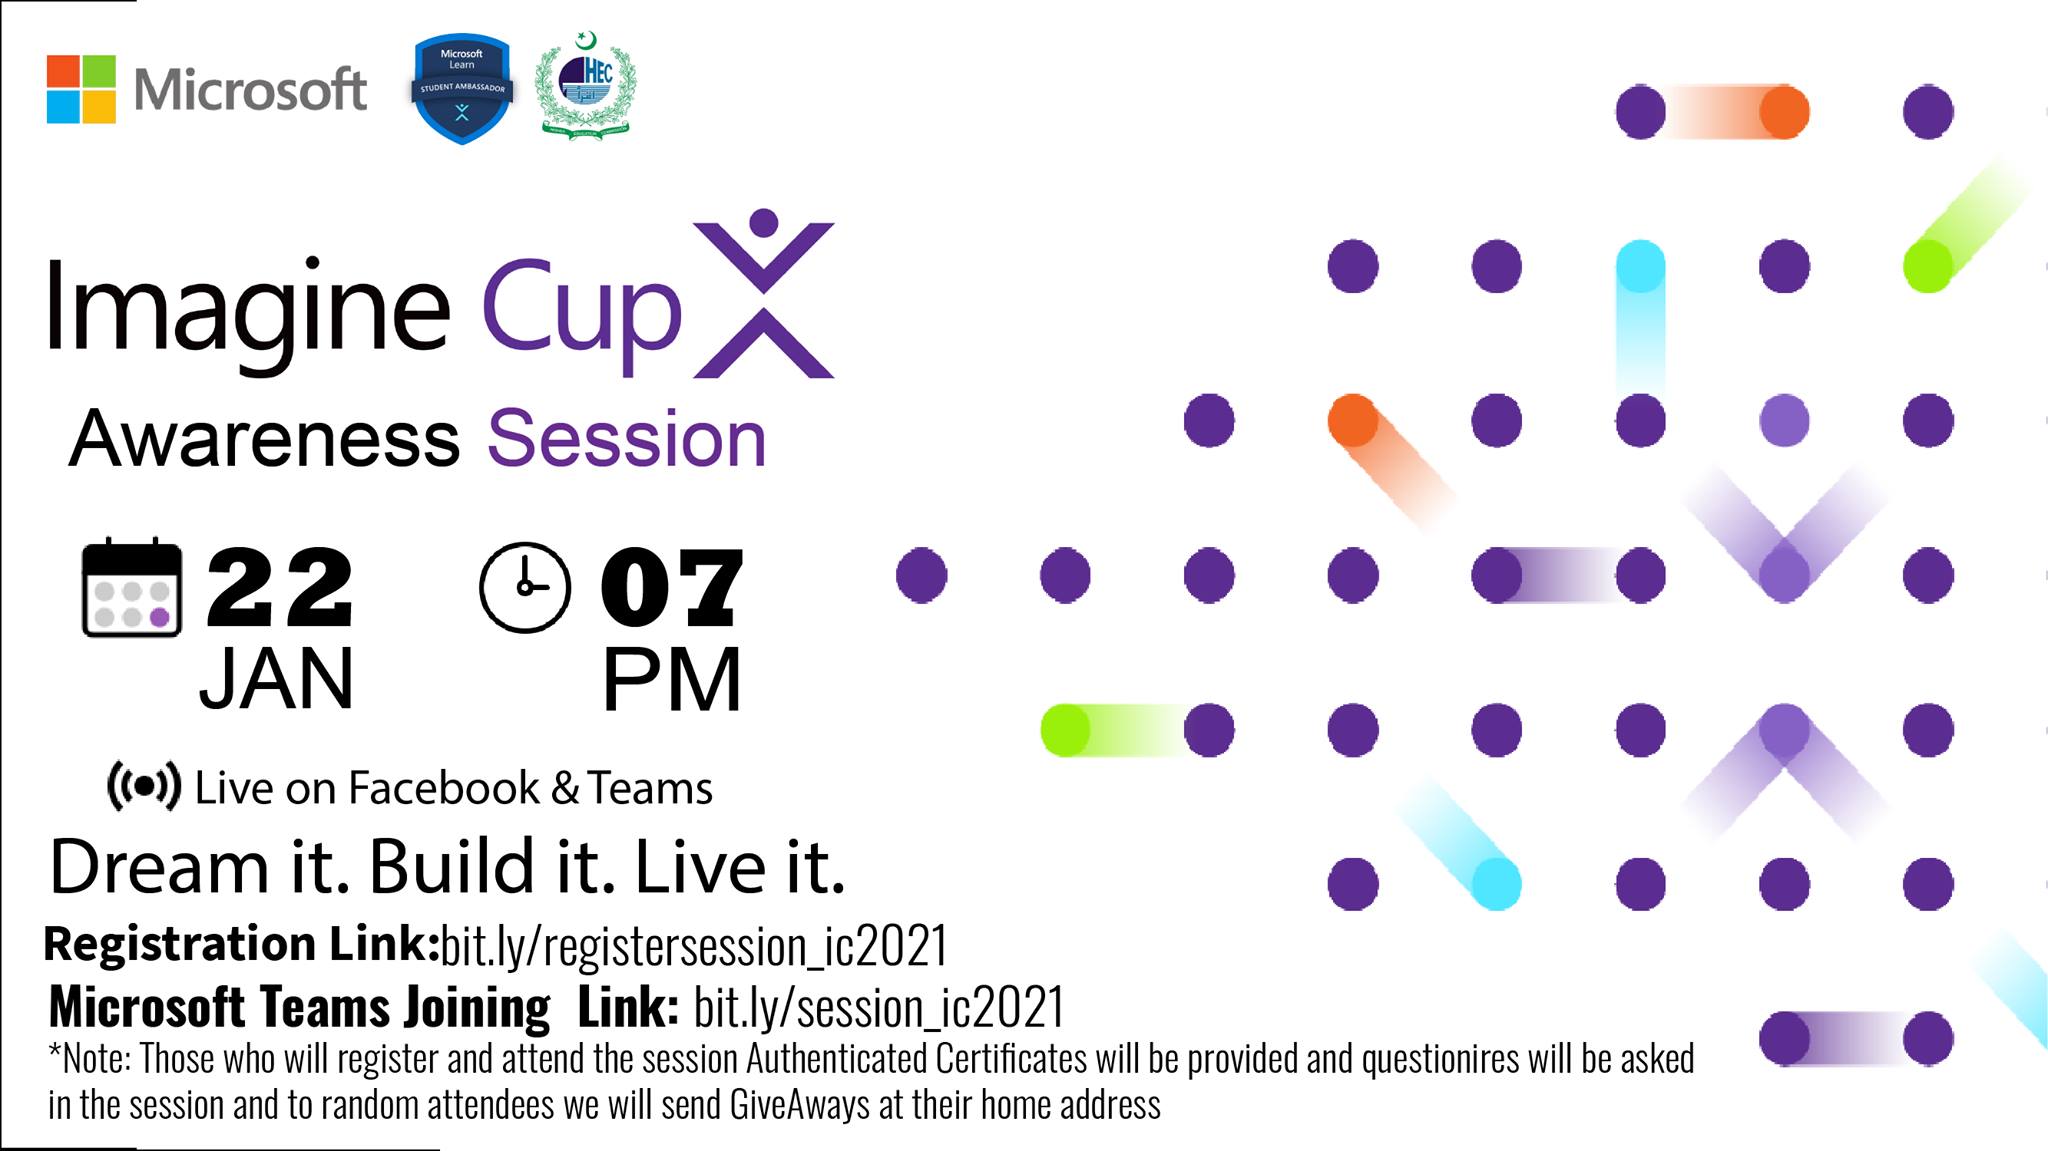 Microsoft
Microsoft
Learn
STUDENT AMBASSADOR
HEC
Imagine Cup
Awareness Session
22
JAN
07
PM
Live on Facebook & Teams
Dream it. Build it. Live it.
Registration Link:bit.ly/registersession_ic2021
Microsoft Teams Joining Link: bit.ly/session_ic2021
*Note: Those who will register and attend the session Authenticated Certificates will be provided and questionires will be asked
in the session and to random attendees we will send GiveAways at their home address